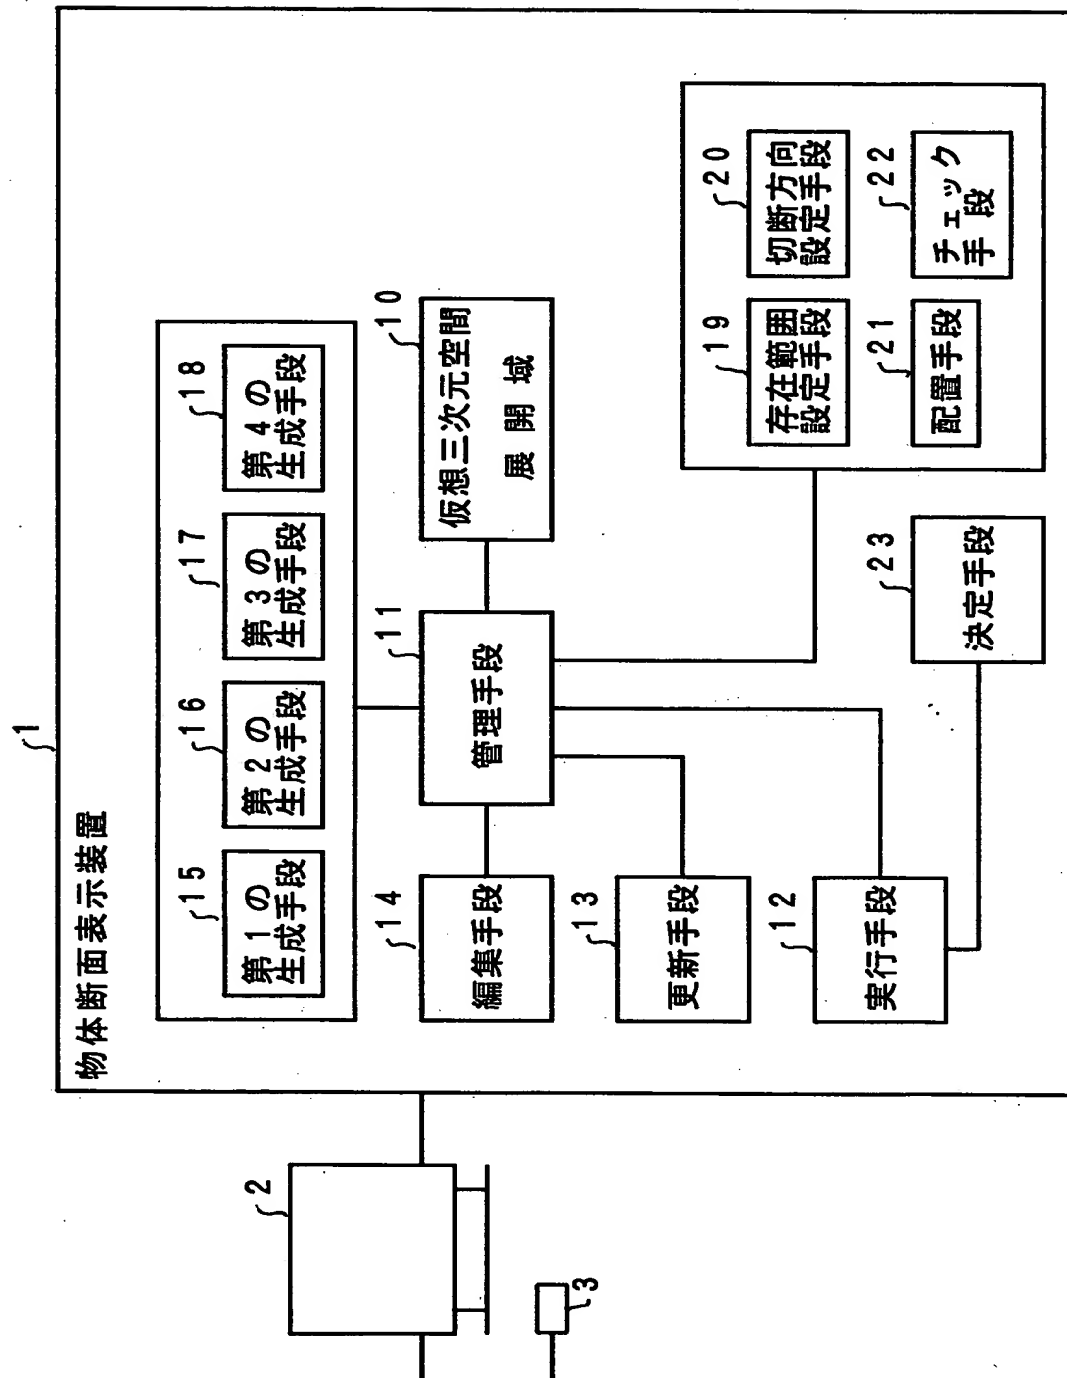 1
物体断面表示装置
15
第1の
生成手段
16
第2の
生成手段
17
第3の
生成手段
18
第4の
生成手段
14
編集手段
11
管理手段
10
仮想三次元空間
展開域
13
更新手段
12
実行手段
23
決定手段
19
存在範囲
設定手段
20
切断方向
設定手段
21
配置手段
22
チェック
手段
2
3